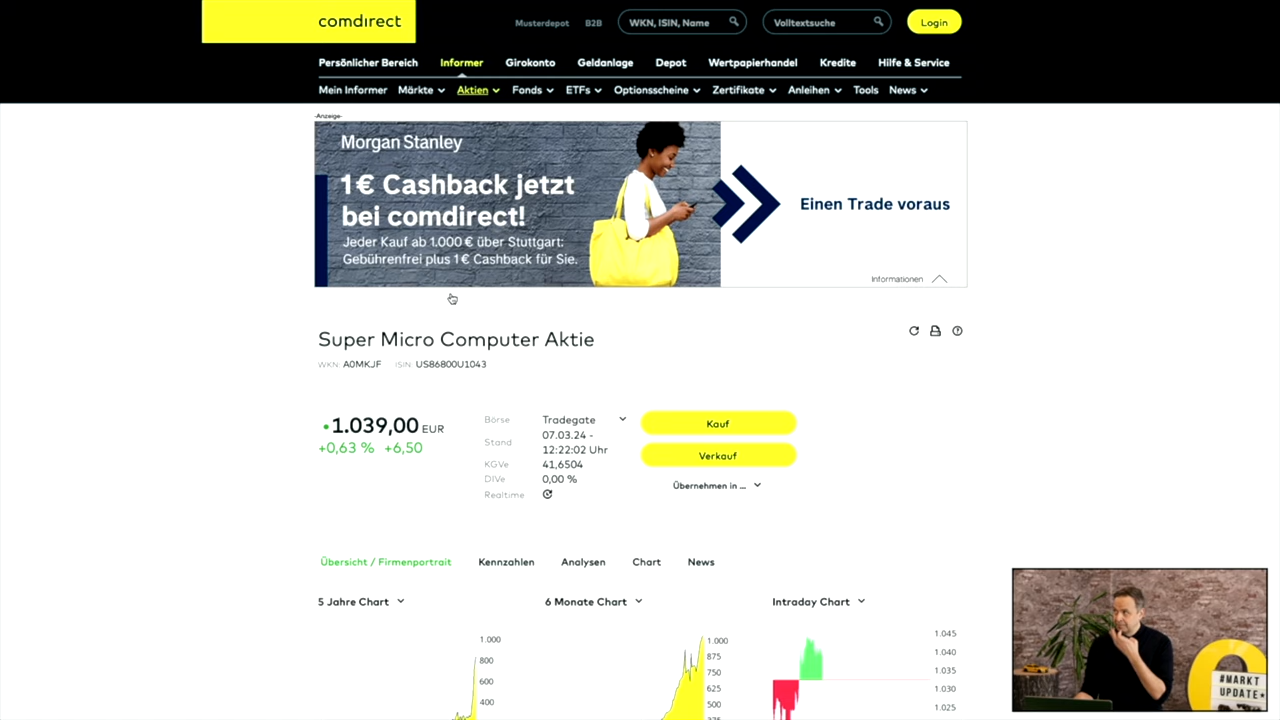 comdirect
Musterdepot B2B WKN, ISIN, Name Volltextsuche Login
Persönlicher Bereich Informer Girokonto Geldanlage Depot Wertpapierhandel Kredite Hilfe & Service
Mein Informer Märkte Aktien Fonds ETFs Optionsscheine Zertifikate Anleihen Tools News
-Anzeige-
Morgan Stanley
1 € Cashback jetzt
bei comdirect!
Jeder Kauf ab 1.000 € über Stuttgart:
Gebührenfrei plus 1 € Cashback für Sie.
Einen Trade voraus
Informationen
Super Micro Computer Aktie
WKN: A0MKJF ISIN: US86800U1043
1.039,00 EUR
+0,63 % +6,50
Börse Tradegate
Stand 07.03.24 -
12:22:02 Uhr
KGVe 41,6504
DIVe 0,00 %
Realtime
Kauf
Verkauf
Übernehmen in ...
Übersicht / Firmenportrait Kennzahlen Analysen Chart News
5 Jahre Chart 6 Monate Chart Intraday Chart
1.000
800
600
400
1.000
875
750
625
500
1.045
1.040
1.035
1.030
1.025
#MARKT
UPDATE